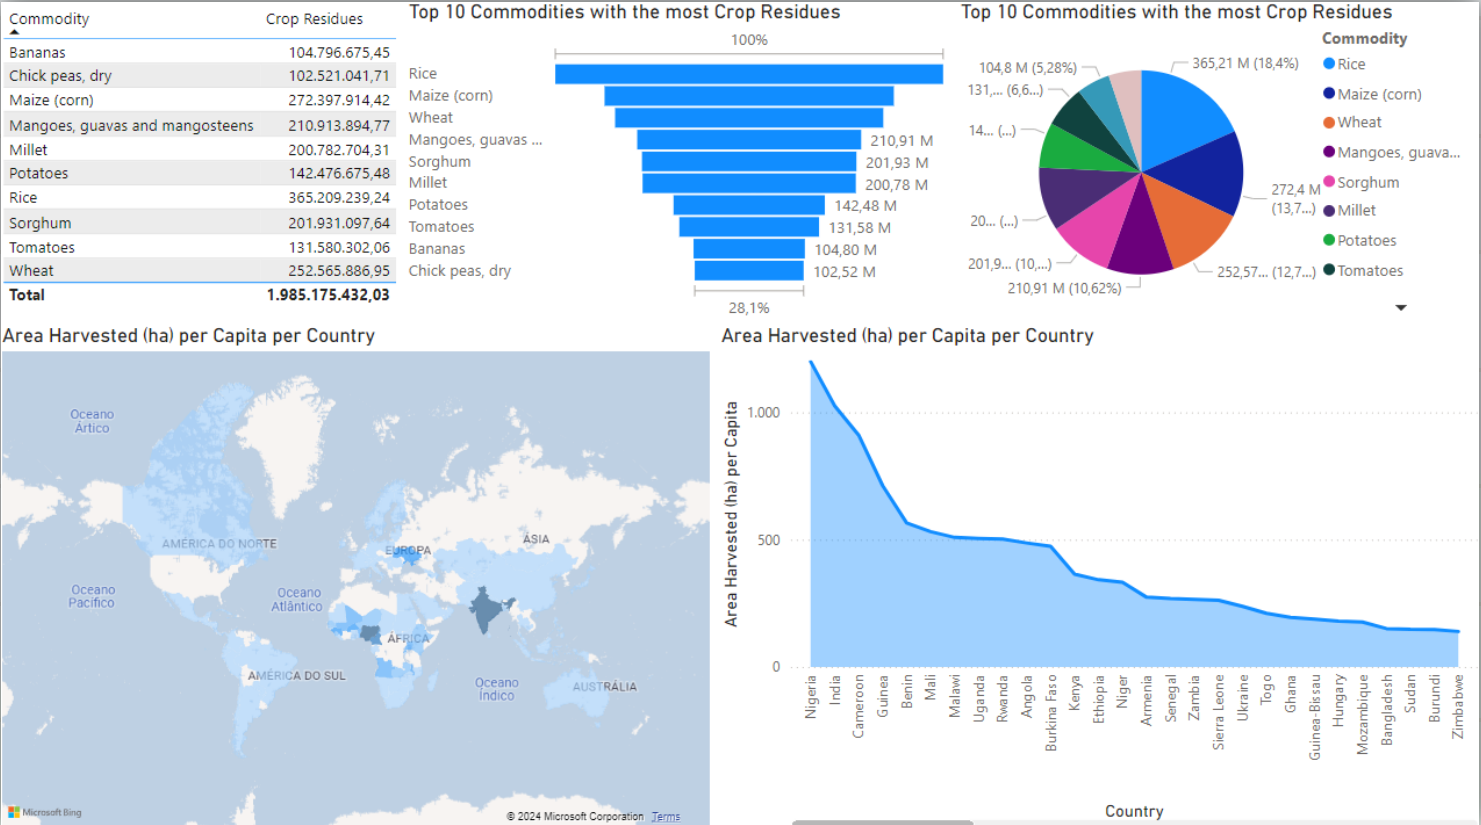 Commodity Crop Residues
Bananas 104.796.675,45
Chick peas, dry 102.521.041,71
Maize (corn) 272.397.914,42
Mangoes, guavas and mangosteens 210.913.894,77
Millet 200.782.704,31
Potatoes 142.476.675,48
Rice 365.209.239,24
Sorghum 201.931.097,64
Tomatoes 131.580.302,06
Wheat 252.565.886,95
Total 1.985.175.432,03
Top 10 Commodities with the most Crop Residues
100%
Rice
Maize (corn)
Wheat
Mangoes, guavas ... 210,91 M
Sorghum 201,93 M
Millet 200,78 M
Potatoes 142,48 M
Tomatoes 131,58 M
Bananas 104,80 M
Chick peas, dry 102,52 M
28,1%
Top 10 Commodities with the most Crop Residues
365,21 M (18,4%)
272,4 M
(13,7...)
252,57... (12,7...)
210,91 M (10,62%)
201,9... (10,...)
20... (...)
14... (...)
131,... (6,6...)
104,8 M (5,28%)
Commodity
Rice
Maize (corn)
Wheat
Mangoes, guava...
Sorghum
Millet
Potatoes
Tomatoes
Area Harvested (ha) per Capita per Country
Oceano
Ártico
AMÉRICA DO NORTE
EUROPA
ÁSIA
Oceano
Pacífico
Oceano
Atlântico
ÁFRICA
AMÉRICA DO SUL
Oceano
Índico
AUSTRÁLIA
Microsoft Bing
© 2024 Microsoft Corporation Terms
Area Harvested (ha) per Capita per Country
Area Harvested (ha) per Capita
1.000
500
0
Nigeria
India
Cameroon
Guinea
Benin
Mali
Malawi
Uganda
Rwanda
Angola
Burkina Faso
Kenya
Ethiopia
Niger
Armenia
Senegal
Zambia
Sierra Leone
Ukraine
Togo
Ghana
Guinea-Bissau
Hungary
Mozambique
Bangladesh
Sudan
Burundi
Zimbabwe
Country